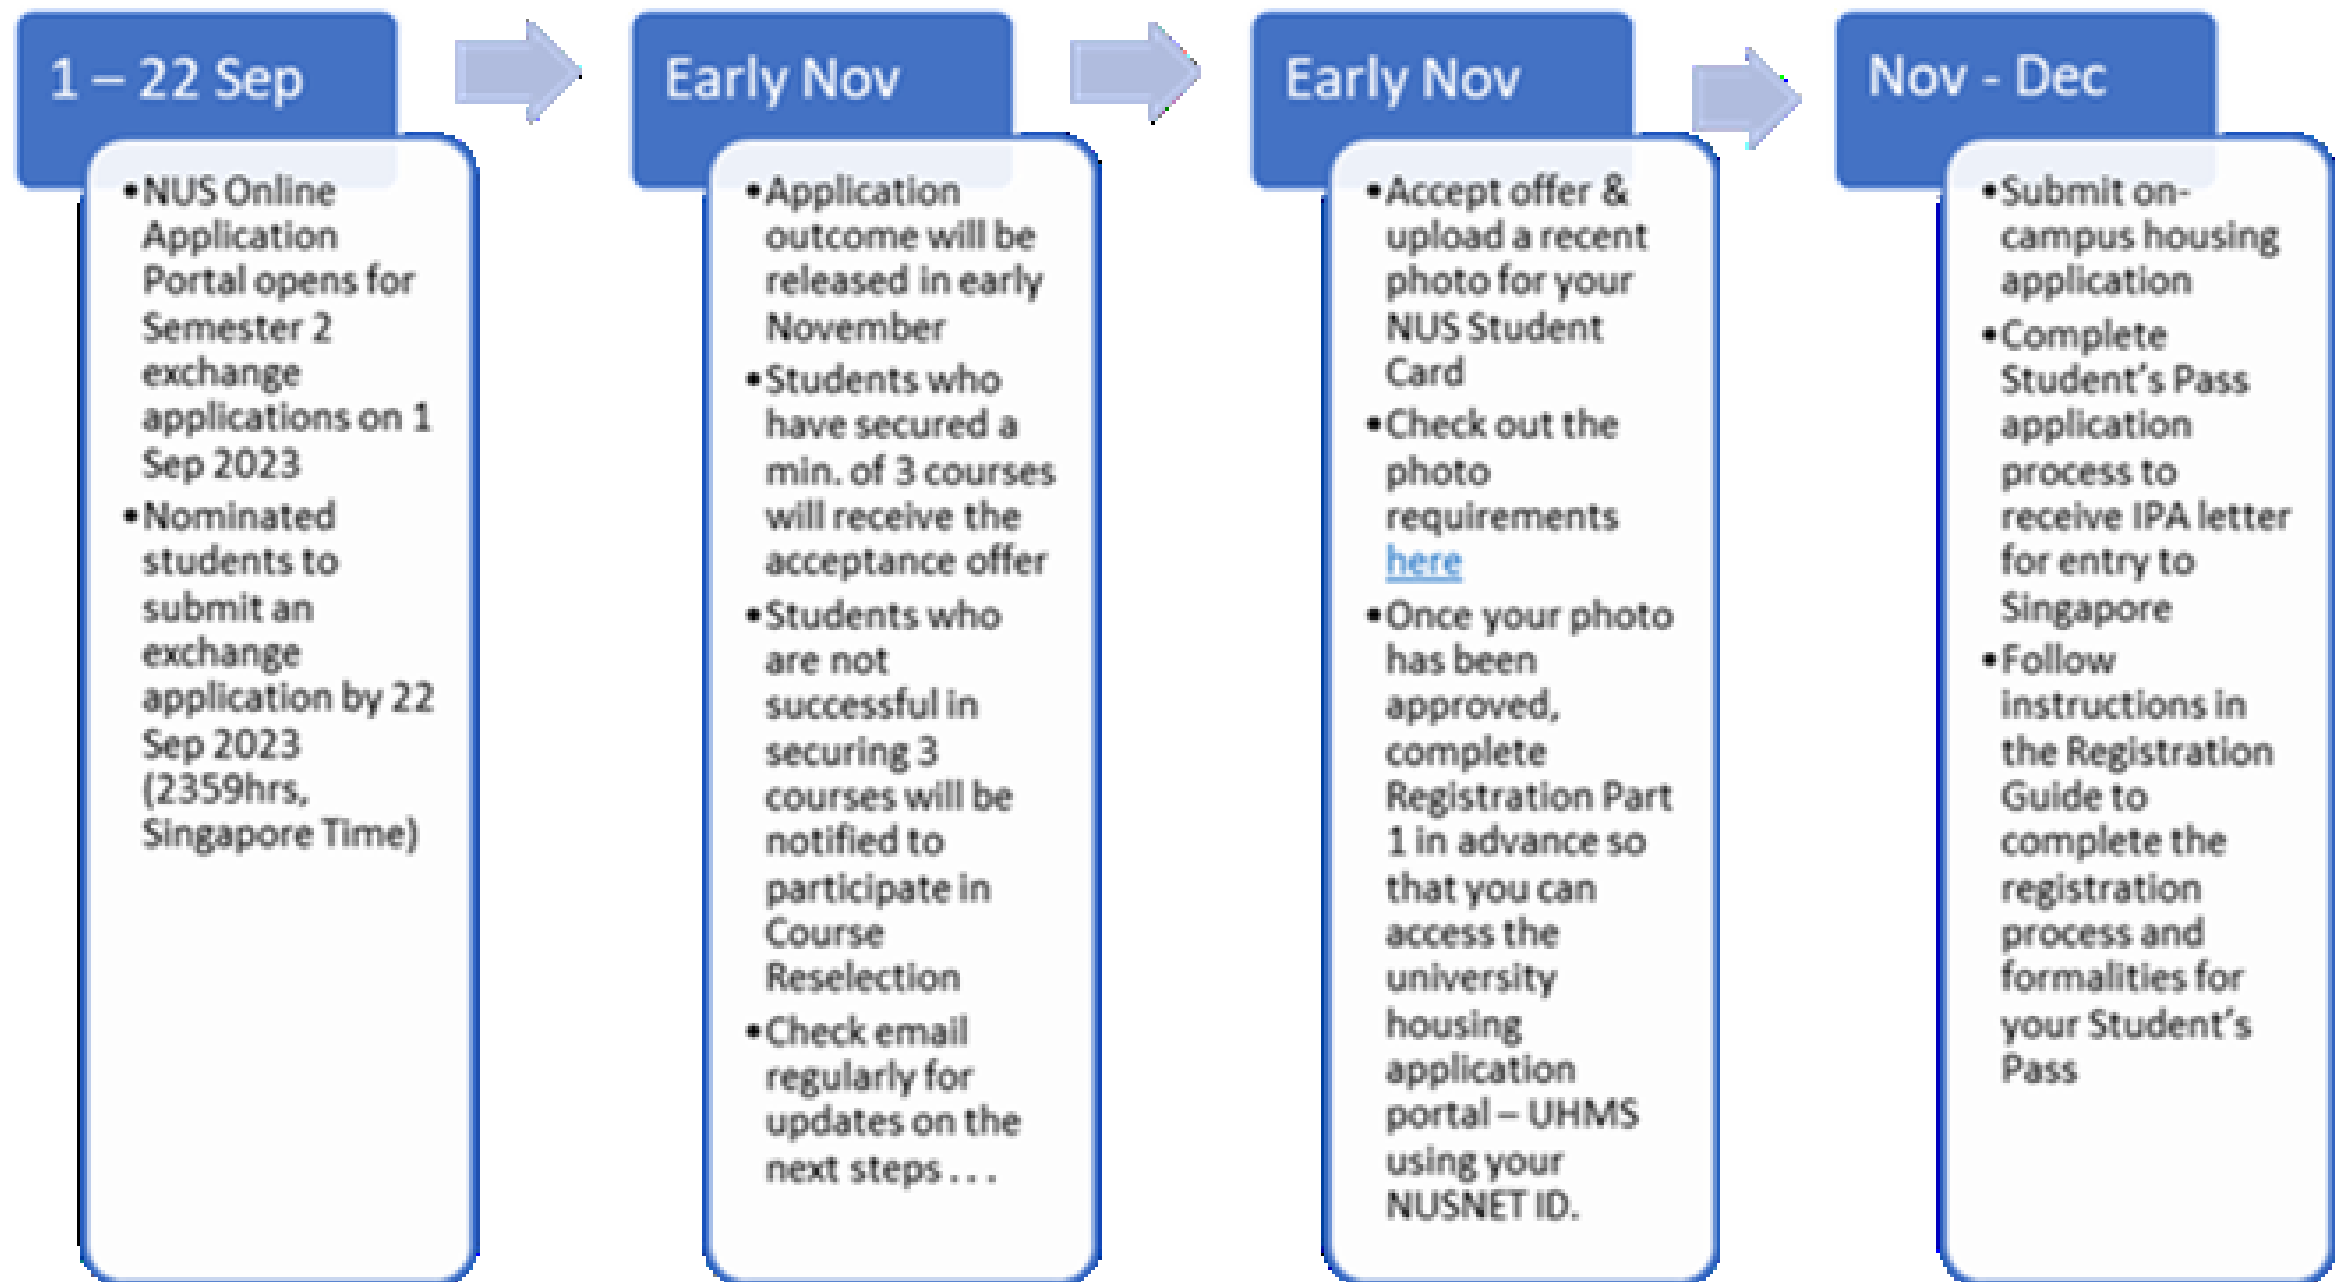 1 – 22 Sep
•NUS Online
Application
Portal opens for
Semester 2
exchange
applications on 1
Sep 2023
•Nominated
students to
submit an
exchange
application by 22
Sep 2023
(2359hrs,
Singapore Time)
Early Nov
•Application
outcome will be
released in early
November
•Students who
have secured a
min. of 3 courses
will receive the
acceptance offer
•Students who
are not
successful in
securing 3
courses will be
notified to
participate in
Course
Reselection
•Check email
regularly for
updates on the
next steps . . .
Early Nov
•Accept offer &
upload a recent
photo for your
NUS Student
Card
•Check out the
photo
requirements
here
•Once your photo
has been
approved,
complete
Registration Part
1 in advance so
that you can
access the
university
housing
application
portal – UHMS
using your
NUSNET ID.
Nov - Dec
•Submit on-
campus housing
application
•Complete
Student’s Pass
application
process to
receive IPA letter
for entry to
Singapore
•Follow
instructions in
the Registration
Guide to
complete the
registration
process and
formalities for
your Student’s
Pass